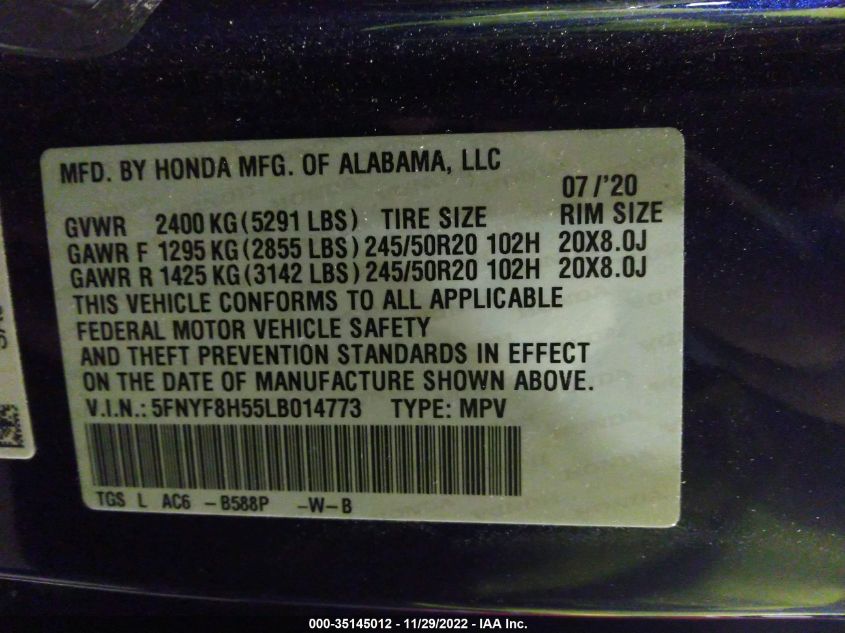 MFD. BY HONDA MFG. OF ALABAMA, LLC
07/'20
GVWR 2400 KG (5291 LBS) TIRE SIZE RIM SIZE
GAWR F 1295 KG (2855 LBS) 245/50R20 102H 20X8.0J
GAWR R 1425 KG (3142 LBS) 245/50R20 102H 20X8.0J
THIS VEHICLE CONFORMS TO ALL APPLICABLE
FEDERAL MOTOR VEHICLE SAFETY
AND THEFT PREVENTION STANDARDS IN EFFECT
ON THE DATE OF MANUFACTURE SHOWN ABOVE.
V.I.N.: 5FNYF8H55LB014773 TYPE: MPV
TGS L AC6 -B588P -W-B
000-35145012 - 11/29/2022 - IAA Inc.